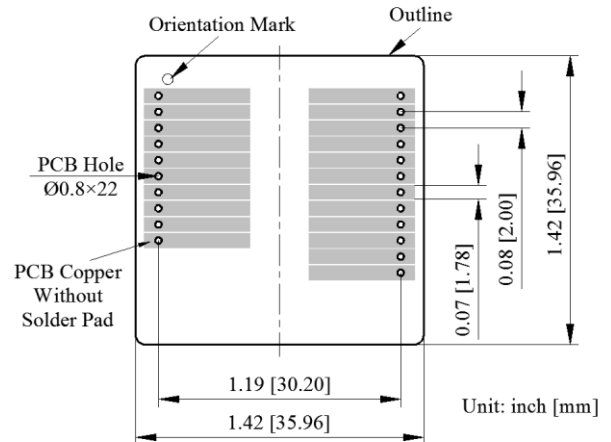 Orientation Mark
Outline
PCB Hole
Ø0.8×22
PCB Copper
Without
Solder Pad
0.07 [1.78]
0.08 [2.00]
1.42 [35.96]
1.19 [30.20]
1.42 [35.96]
Unit: inch [mm]